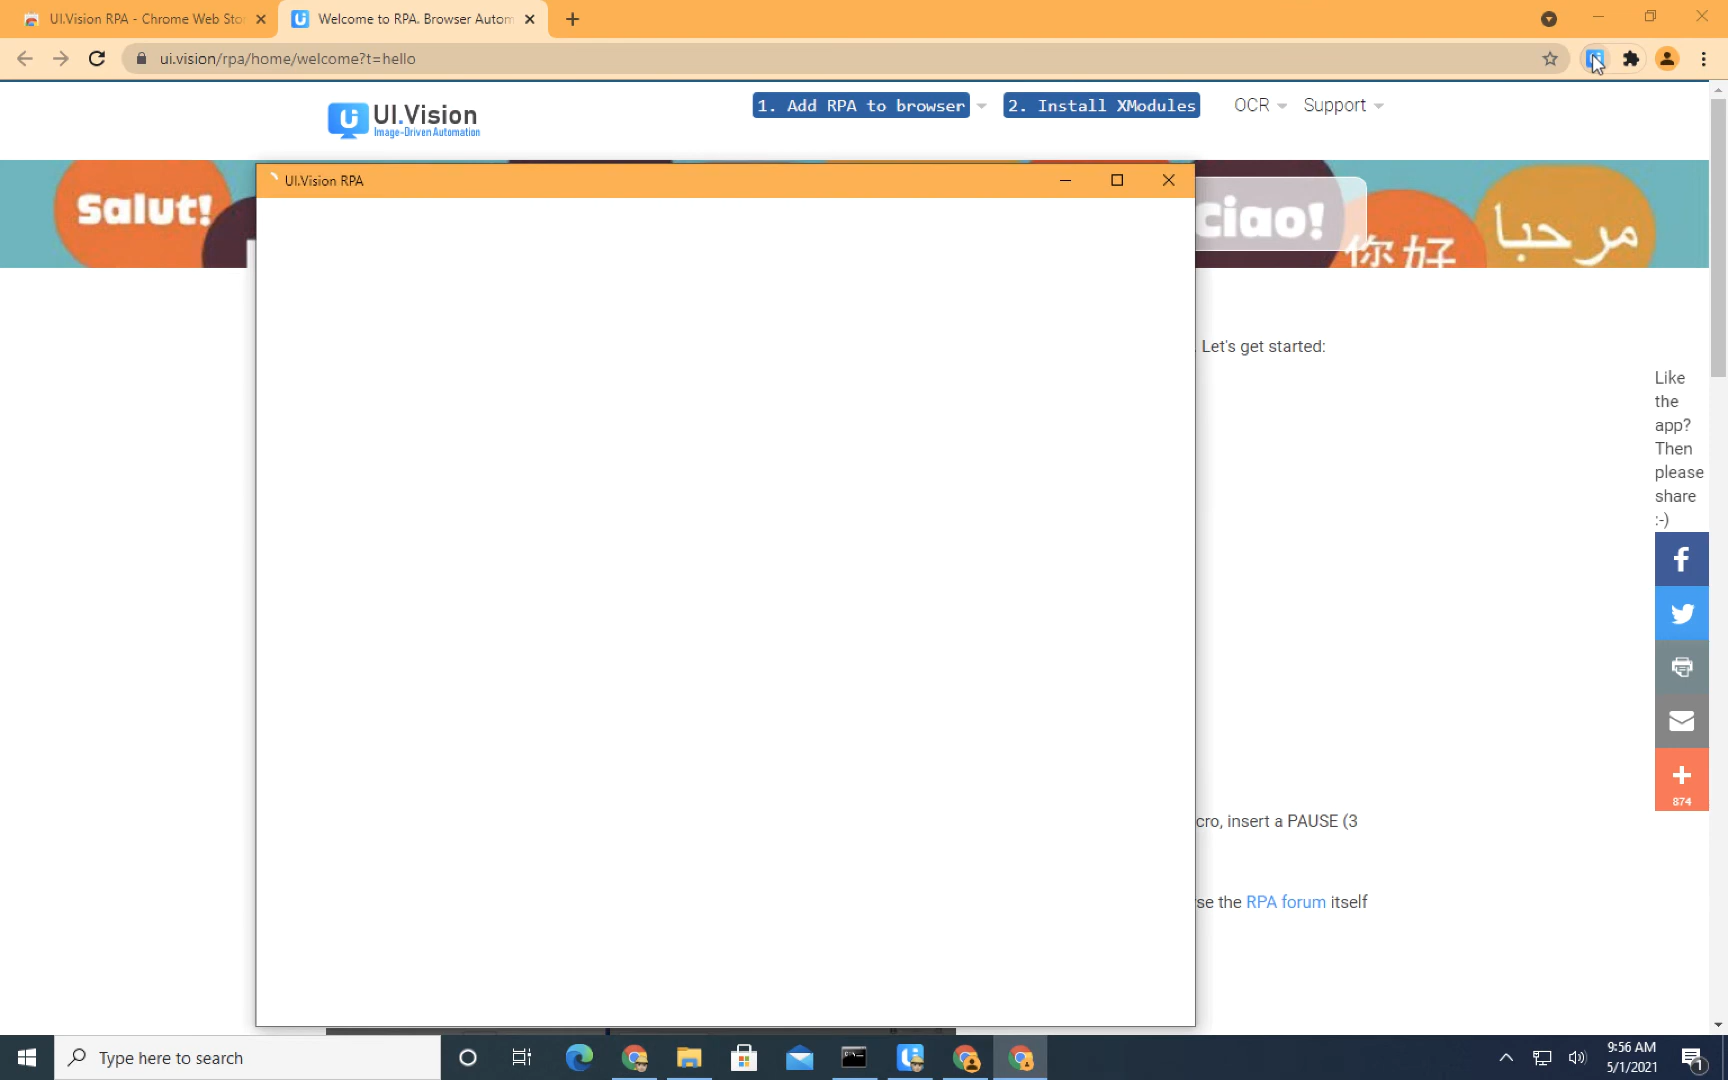 UI.Vision RPA - Chrome Web Sto
Welcome to RPA. Browser Autom
ui.vision/rpa/home/welcome?t=hello
UI.Vision
Image-Driven Automation
1. Add RPA to browser
2. Install XModules
OCR
Support
Salut!
Ciao!
你好
مرحبا
UI.Vision RPA
Let's get started:
Like
the
app?
Then
please
share
:-)
874
cro, insert a PAUSE (3
se the RPA forum itself
Type here to search
9:56 AM
5/1/2021
1